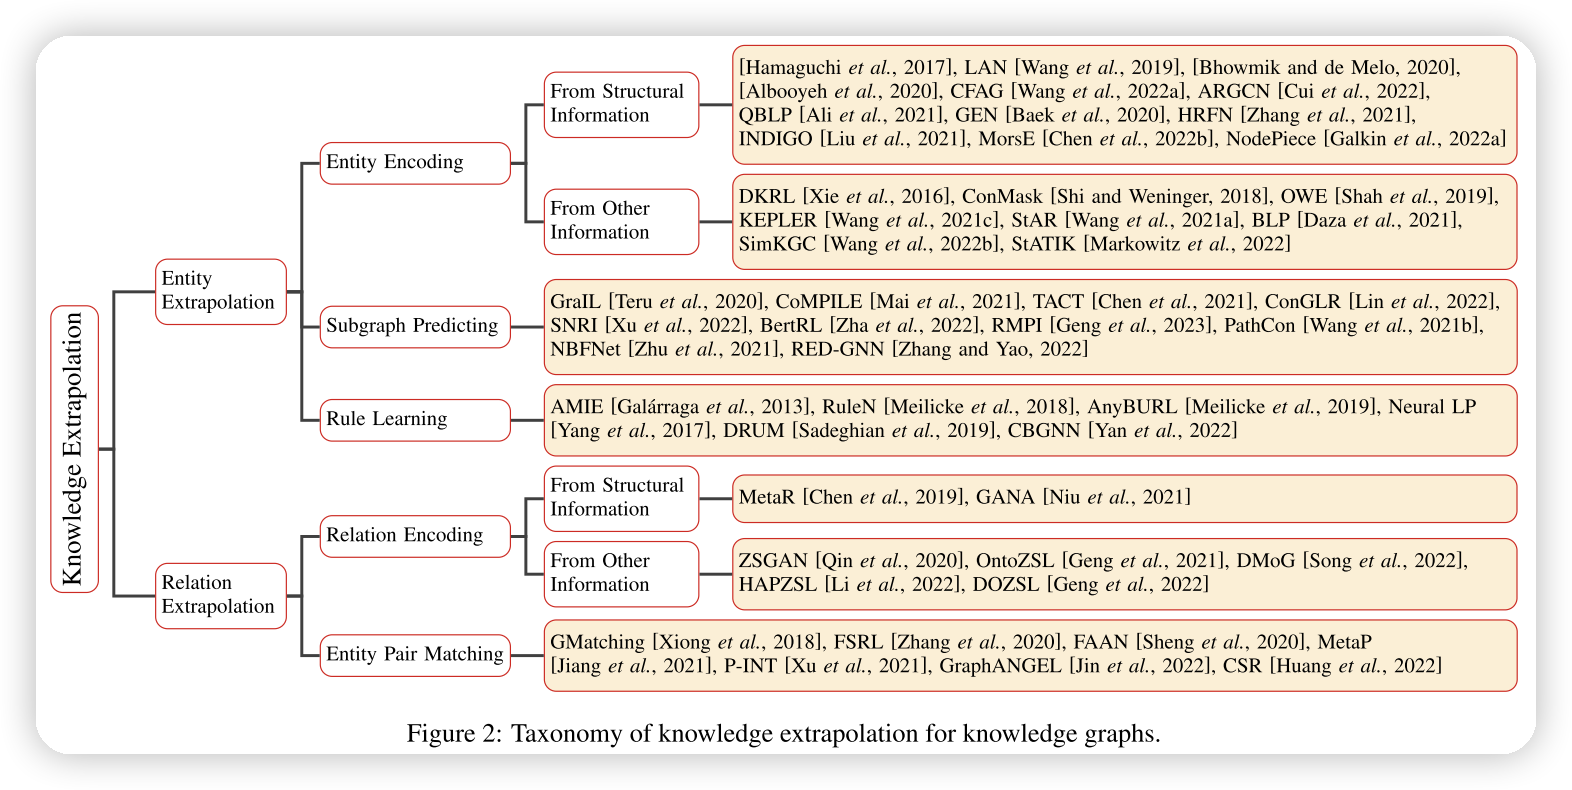 Knowledge Extrapolation
Entity
Extrapolation
Entity Encoding
From Structural
Information
[Hamaguchi et al., 2017], LAN [Wang et al., 2019], [Bhowmik and de Melo, 2020],
[Albooyeh et al., 2020], CFAG [Wang et al., 2022a], ARGCN [Cui et al., 2022],
QBLP [Ali et al., 2021], GEN [Baek et al., 2020], HRFN [Zhang et al., 2021],
INDIGO [Liu et al., 2021], MorsE [Chen et al., 2022b], NodePiece [Galkin et al., 2022a]
From Other
Information
DKRL [Xie et al., 2016], ConMask [Shi and Weninger, 2018], OWE [Shah et al., 2019],
KEPLER [Wang et al., 2021c], StAR [Wang et al., 2021a], BLP [Daza et al., 2021],
SimKGC [Wang et al., 2022b], StATIK [Markowitz et al., 2022]
Subgraph Predicting
GraIL [Teru et al., 2020], CoMPILE [Mai et al., 2021], TACT [Chen et al., 2021], ConGLR [Lin et al., 2022],
SNRI [Xu et al., 2022], BertRL [Zha et al., 2022], RMPI [Geng et al., 2023], PathCon [Wang et al., 2021b],
NBFNet [Zhu et al., 2021], RED-GNN [Zhang and Yao, 2022]
Rule Learning
AMIE [Galárraga et al., 2013], RuleN [Meilicke et al., 2018], AnyBURL [Meilicke et al., 2019], Neural LP
[Yang et al., 2017], DRUM [Sadeghian et al., 2019], CBGNN [Yan et al., 2022]
Relation
Extrapolation
Relation Encoding
From Structural
Information
MetaR [Chen et al., 2019], GANA [Niu et al., 2021]
From Other
Information
ZSGAN [Qin et al., 2020], OntoZSL [Geng et al., 2021], DMoG [Song et al., 2022],
HAPZSL [Li et al., 2022], DOZSL [Geng et al., 2022]
Entity Pair Matching
GMatching [Xiong et al., 2018], FSRL [Zhang et al., 2020], FAAN [Sheng et al., 2020], MetaP
[Jiang et al., 2021], P-INT [Xu et al., 2021], GraphANGEL [Jin et al., 2022], CSR [Huang et al., 2022]
Figure 2: Taxonomy of knowledge extrapolation for knowledge graphs.